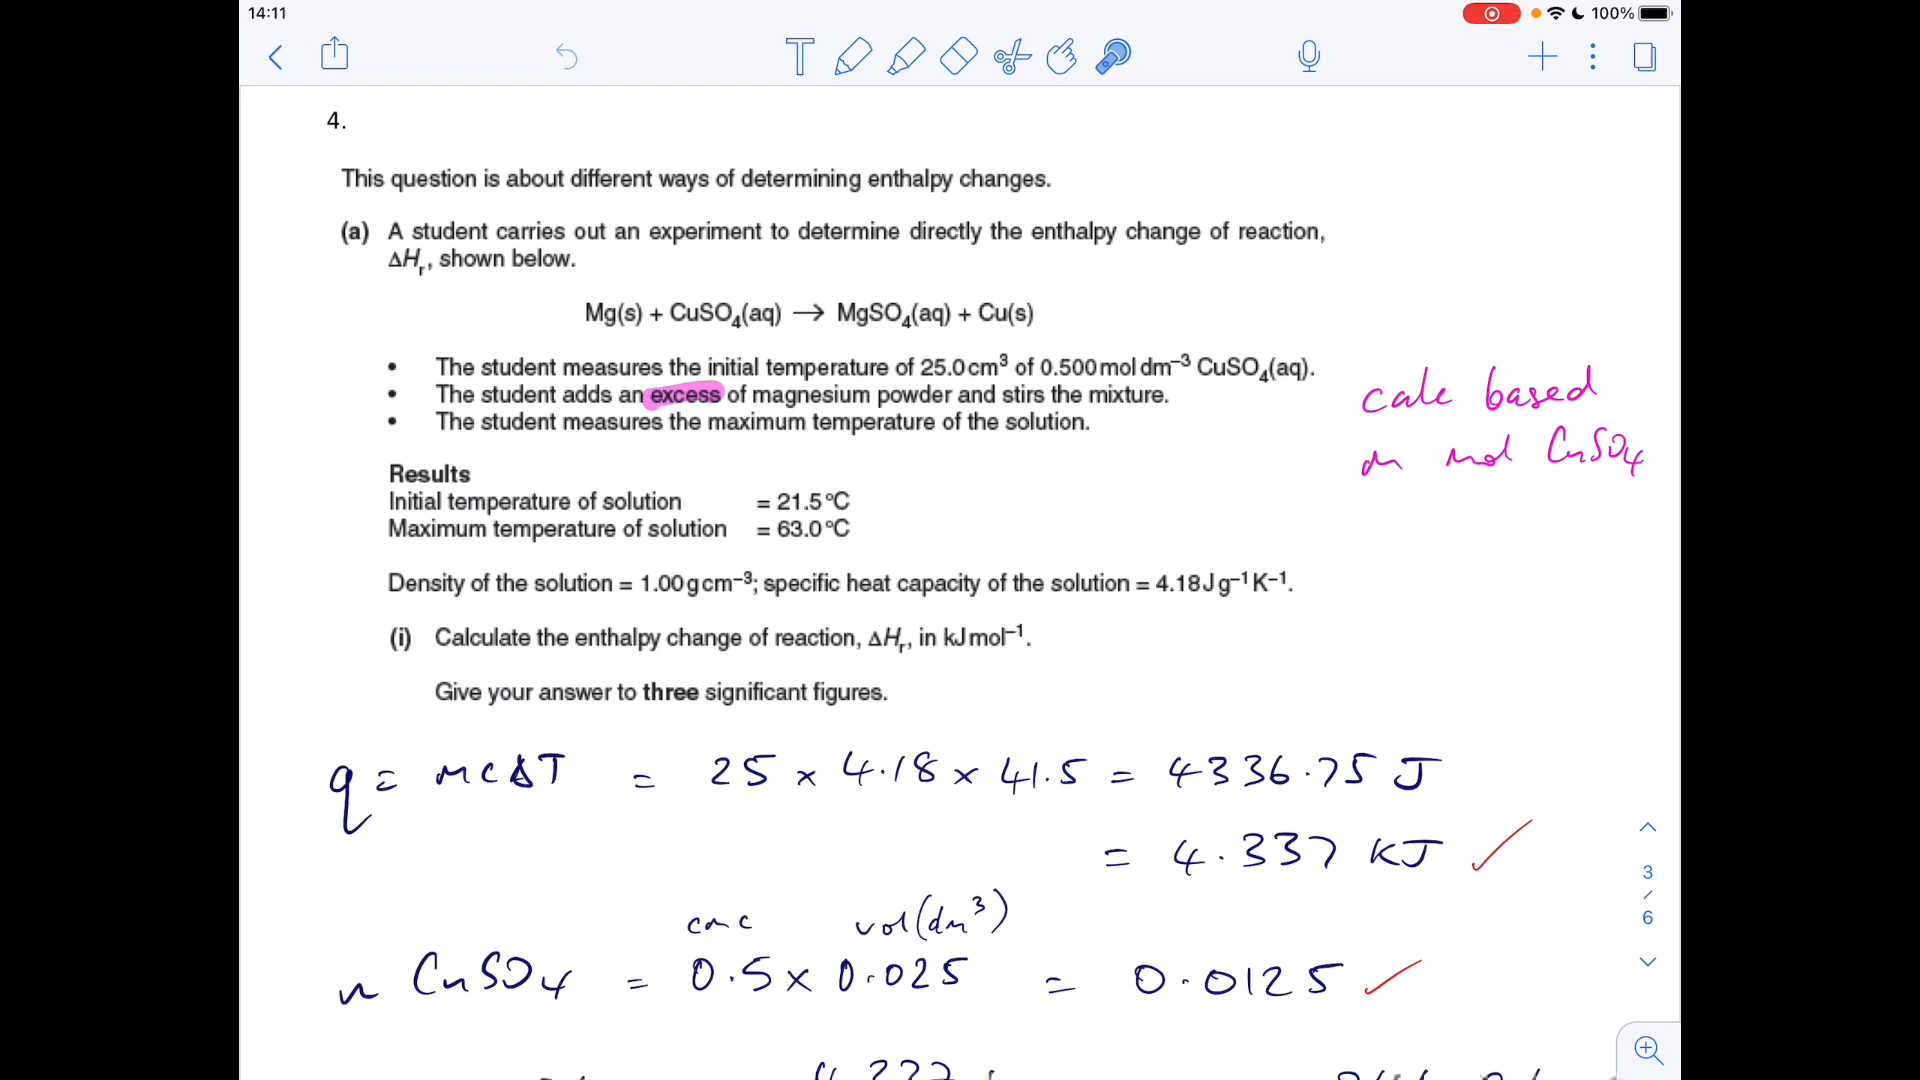 14:11
100%
T
4.
This question is about different ways of determining enthalpy changes.
(a) A student carries out an experiment to determine directly the enthalpy change of reaction,
ΔHᵣ, shown below.
Mg(s) + CuSO₄(aq) ⟶ MgSO₄(aq) + Cu(s)
• The student measures the initial temperature of 25.0 cm³ of 0.500 mol dm⁻³ CuSO₄(aq).
• The student adds an excess of magnesium powder and stirs the mixture.
• The student measures the maximum temperature of the solution.
calc based
on mol CuSO₄
Results
Initial temperature of solution = 21.5 °C
Maximum temperature of solution = 63.0 °C
Density of the solution = 1.00 g cm⁻³; specific heat capacity of the solution = 4.18 J g⁻¹ K⁻¹.
(i) Calculate the enthalpy change of reaction, ΔHᵣ, in kJ mol⁻¹.
Give your answer to three significant figures.
q = mcΔT = 25 × 4.18 × 41.5 = 4336.75 J
= 4.337 KJ ✓
conc vol(dm³)
n CuSO₄ = 0.5 × 0.025 = 0.0125 ✓
3
/
6